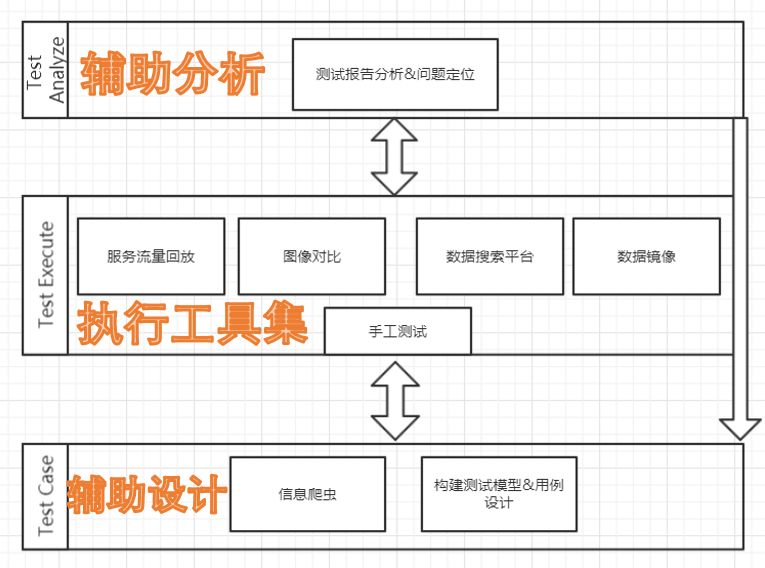 Test
Analyze
辅助分析
测试报告分析&问题定位
Test Execute
服务流量回放
图像对比
数据搜索平台
数据镜像
执行工具集
手工测试
Test Case
辅助设计
信息爬虫
构建测试模型&用例
设计